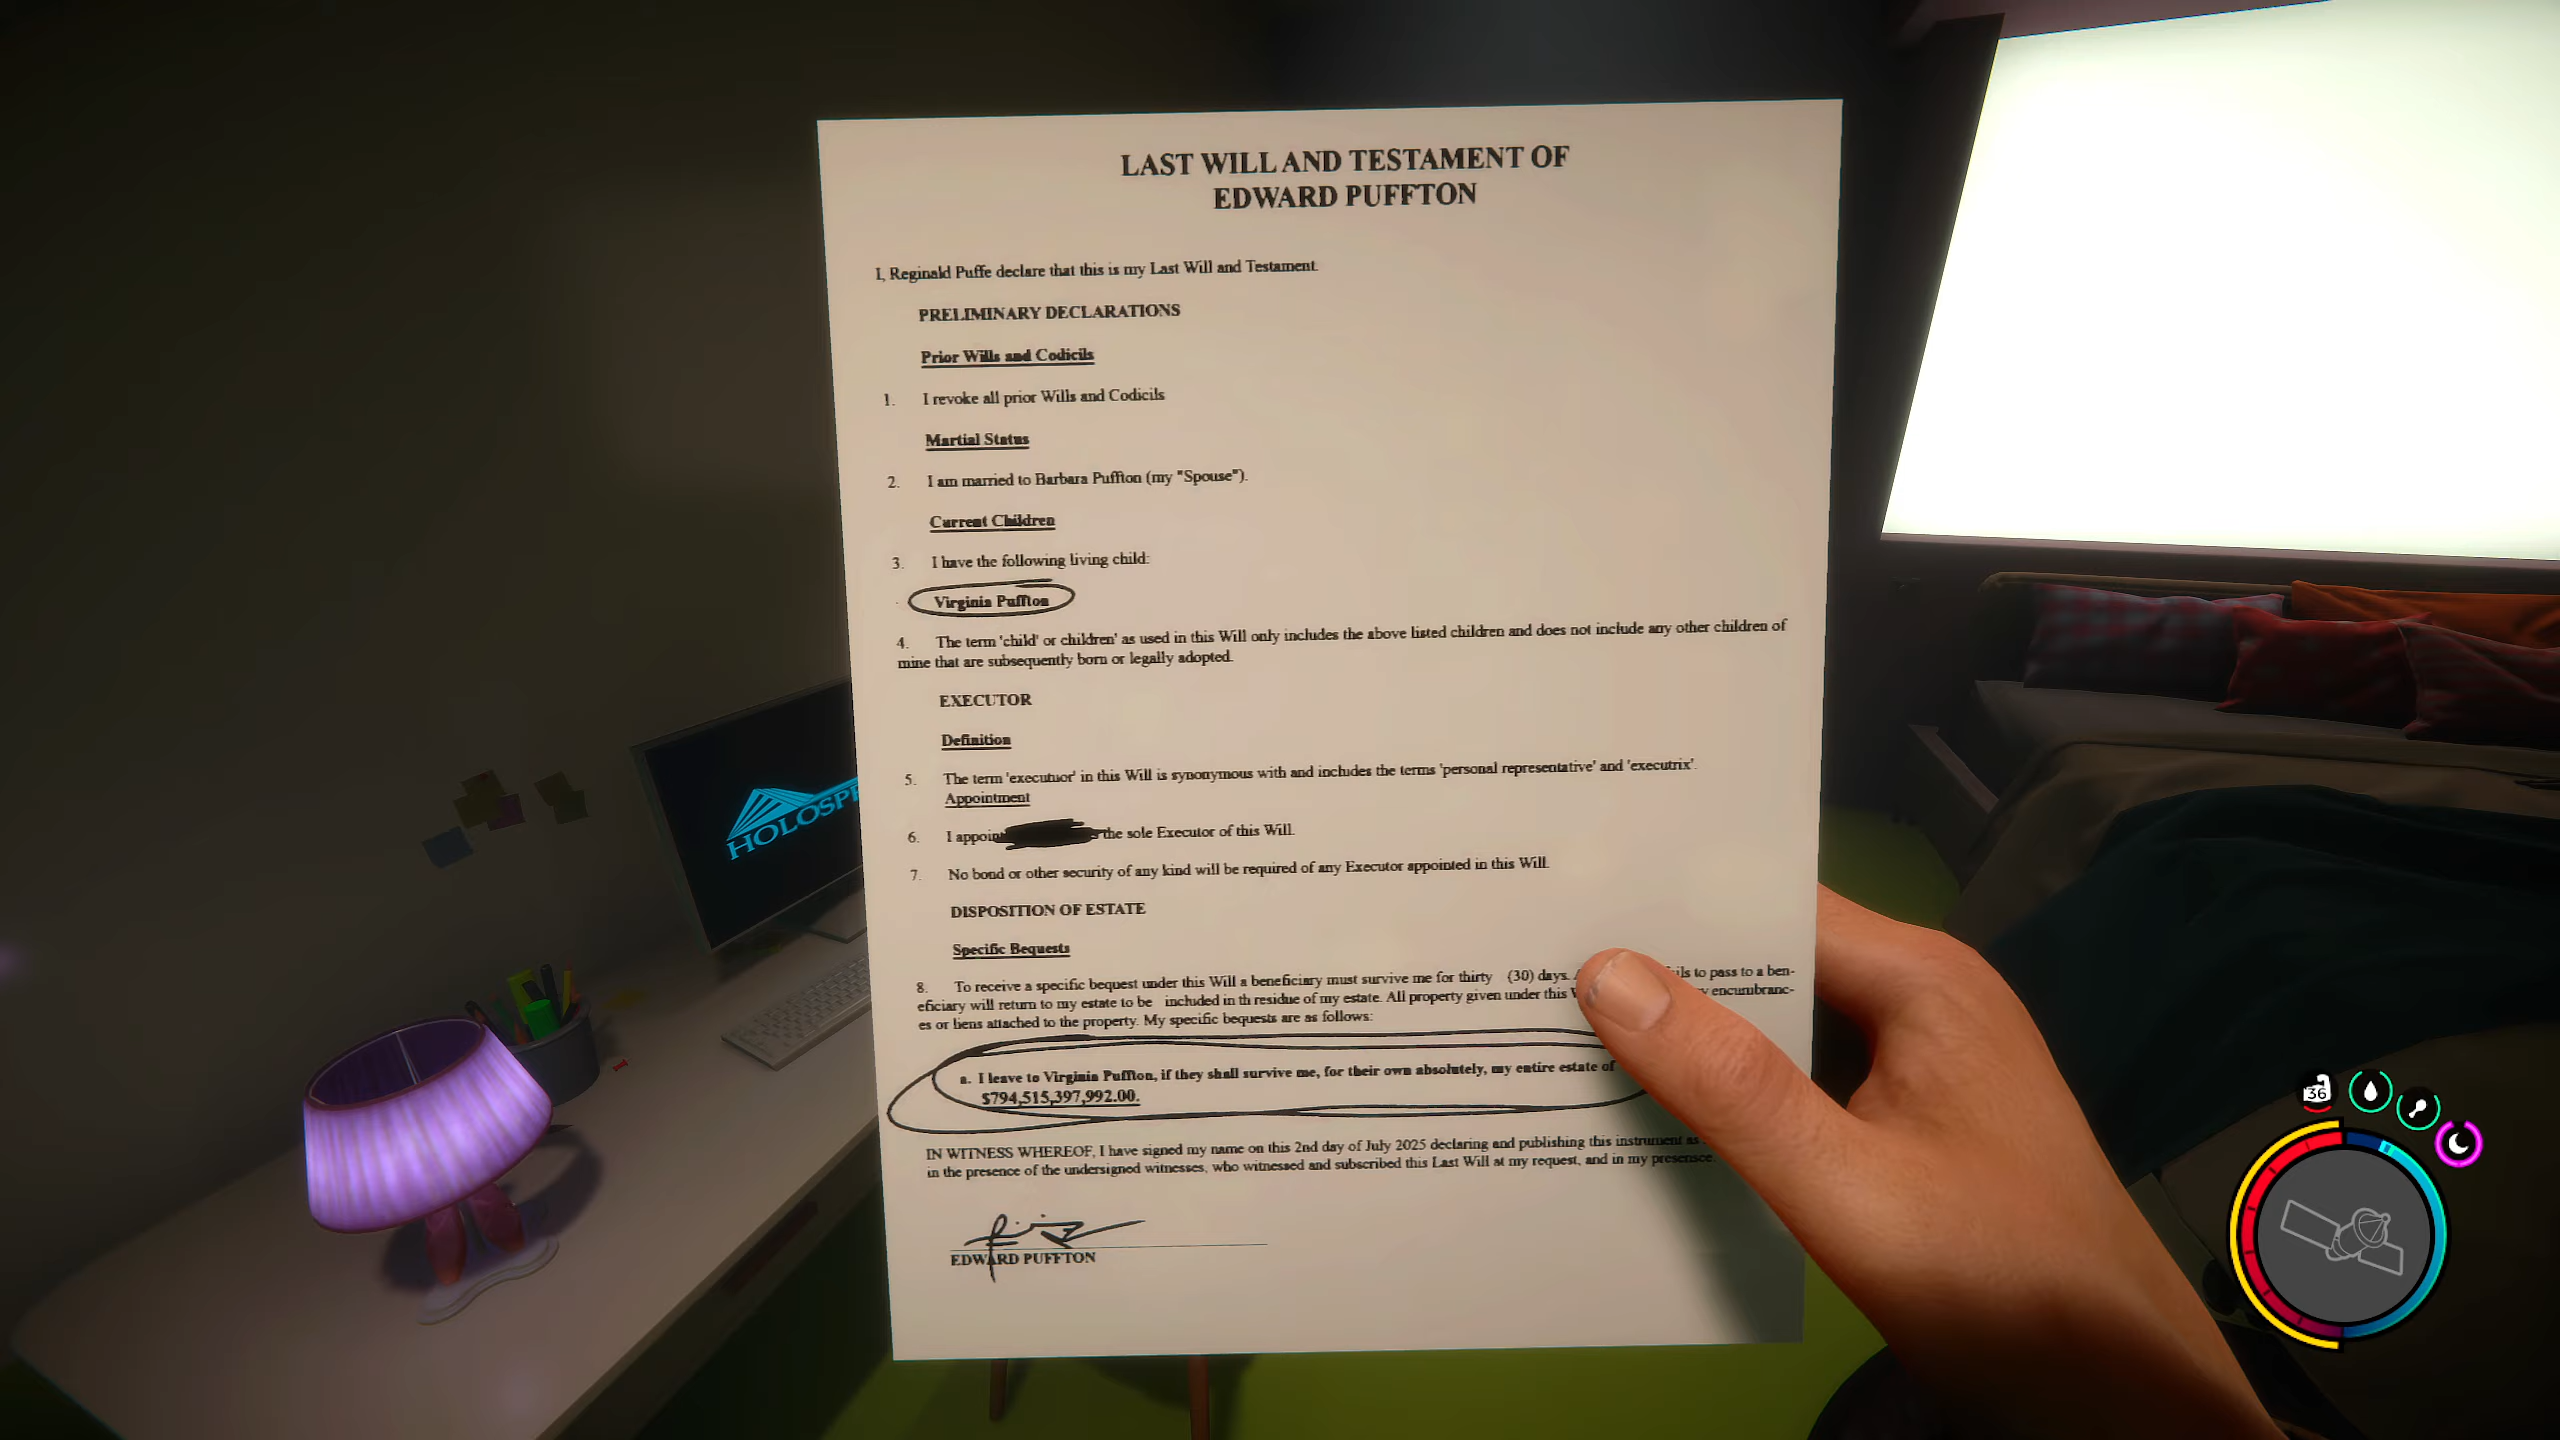 LAST WILL AND TESTAMENT OF
EDWARD PUFFTON
I, Reginald Puffe declare that this is my Last Will and Testament.
PRELIMINARY DECLARATIONS
Prior Wills and Codicils
1. I revoke all prior Wills and Codicils
Martial Status
2. I am married to Barbara Puffton (my "Spouse").
Current Children
3. I have the following living child:
Virginia Puffton
4. The term 'child' or children' as used in this Will only includes the above listed children and does not include any other children of
mine that are subsequently born or legally adopted.
EXECUTOR
Definition
5. The term 'executuor' in this Will is synonymous with and includes the terms 'personal representative' and 'executrix'.
Appointment
6. I appoint the sole Executor of this Will.
7. No bond or other security of any kind will be required of any Executor appointed in this Will.
DISPOSITION OF ESTATE
Specific Bequests
8. To receive a specific bequest under this Will a beneficiary must survive me for thirty (30) days. to pass to a ben-
eficiary will return to my estate to be included in th residue of my estate. All property given under this encumbranc-
es or liens attached to the property. My specific bequests are as follows:
a. I leave to Virginia Puffton, if they shall survive me, for their own absolutely, my entire estate of
$794,515,397,992.00.
IN WITNESS WHEREOF, I have signed my name on this 2nd day of July 2025 declaring and publishing this instrument as
in the presence of the undersigned witnesses, who witnessed and subscribed this Last Will at my request, and in my presensce.
EDWARD PUFFTON
HOLOSPR
36